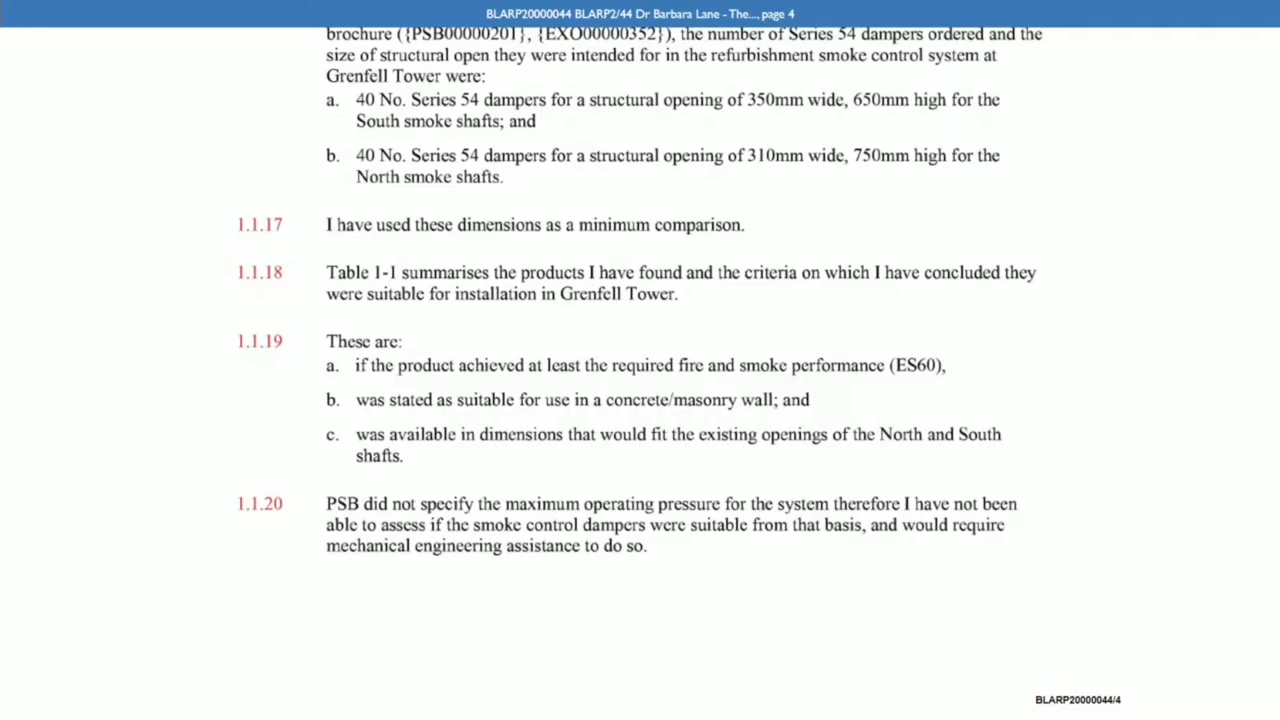 BLARP20000044 BLARP2/44 Dr Barbara Lane - The..., page 4
brochure ({PSB00000201}, {EXO00000352}), the number of Series 54 dampers ordered and the
size of structural open they were intended for in the refurbishment smoke control system at
Grenfell Tower were:
a. 40 No. Series 54 dampers for a structural opening of 350mm wide, 650mm high for the
South smoke shafts; and
b. 40 No. Series 54 dampers for a structural opening of 310mm wide, 750mm high for the
North smoke shafts.
1.1.17 I have used these dimensions as a minimum comparison.
1.1.18 Table 1-1 summarises the products I have found and the criteria on which I have concluded they
were suitable for installation in Grenfell Tower.
1.1.19 These are:
a. if the product achieved at least the required fire and smoke performance (ES60),
b. was stated as suitable for use in a concrete/masonry wall; and
c. was available in dimensions that would fit the existing openings of the North and South
shafts.
1.1.20 PSB did not specify the maximum operating pressure for the system therefore I have not been
able to assess if the smoke control dampers were suitable from that basis, and would require
mechanical engineering assistance to do so.
BLARP20000044/4